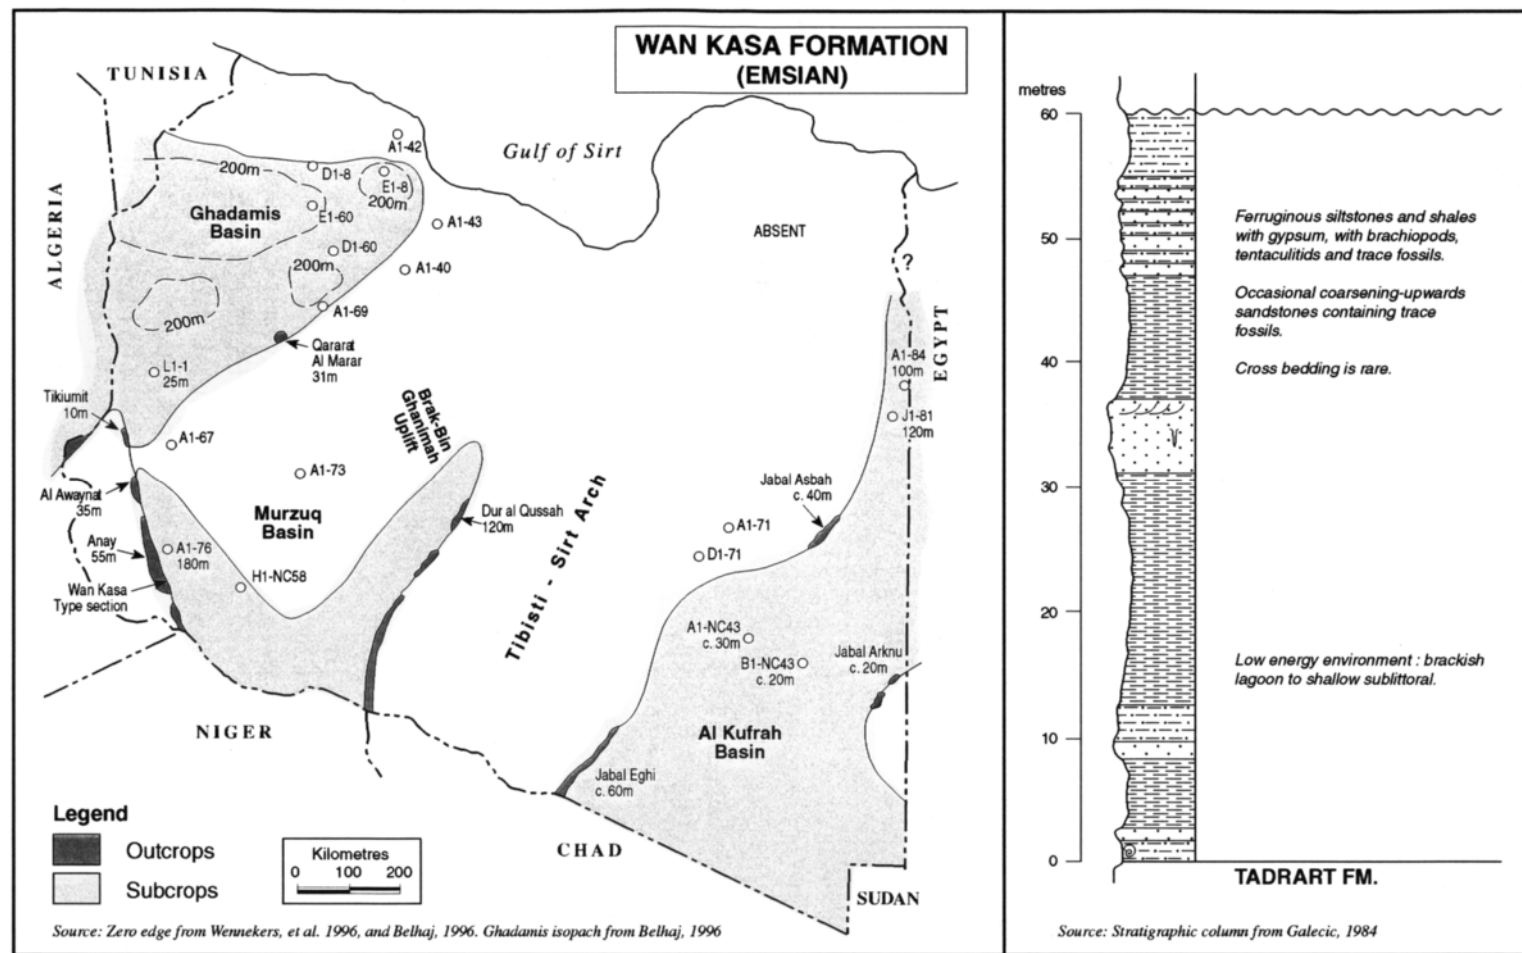 WAN KASA FORMATION
(EMSIAN)
TUNISIA
ALGERIA
Gulf of Sirt
A1-42
200m
D1-8
E1-8
200m
Ghadamis
Basin
E1-60
A1-43
ABSENT
D1-60
A1-40
?
200m
200m
A1-69
EGYPT
Qararat
Al Marar
31m
L1-1
25m
A1-84
100m
Tikiumit
10m
J1-81
120m
Brak-Bin
Ghanimah
Uplift
A1-67
A1-73
Al Awaynat
35m
Jabal Asbah
c. 40m
Murzuq
Basin
Dur al Qussah
120m
Anay
55m
A1-76
180m
A1-71
D1-71
H1-NC58
Wan Kasa
Type section
Tibisti - Sirt Arch
A1-NC43
c. 30m
B1-NC43
c. 20m
Jabal Arknu
c. 20m
NIGER
Al Kufrah
Basin
Jabal Eghi
c. 60m
CHAD
SUDAN
Legend
Outcrops
Subcrops
Kilometres
0 100 200
Source: Zero edge from Wennekers, et al. 1996, and Belhaj, 1996. Ghadamis isopach from Belhaj, 1996
metres
60
50
40
30
20
10
0
Ferruginous siltstones and shales
with gypsum, with brachiopods,
tentaculitids and trace fossils.
Occasional coarsening-upwards
sandstones containing trace
fossils.
Cross bedding is rare.
Low energy environment : brackish
lagoon to shallow sublittoral.
TADRART FM.
Source: Stratigraphic column from Galecic, 1984